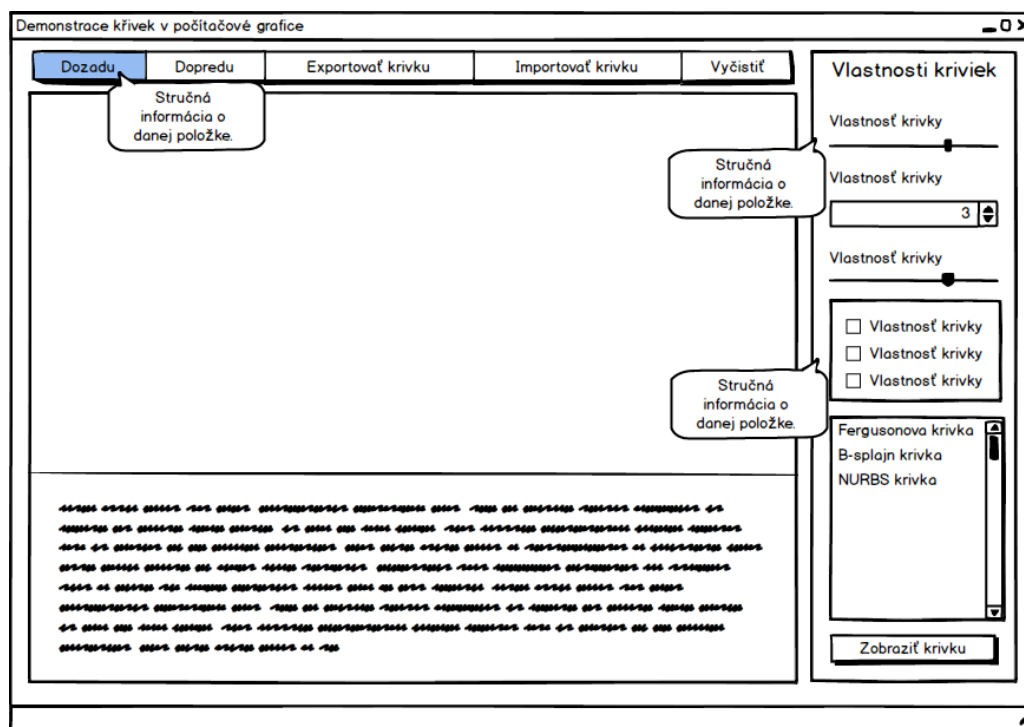 Demonstrace křivek v počítačové grafice
Dozadu
Dopredu
Exportovať krivku
Importovať krivku
Vyčistiť
Stručná
informácia o
danej položke.
Vlastnosti kriviek
Vlastnosť krivky
Stručná
informácia o
danej položke.
Vlastnosť krivky
3
Vlastnosť krivky
Vlastnosť krivky
Vlastnosť krivky
Vlastnosť krivky
Stručná
informácia o
danej položke.
Fergusonova krivka
B-splajn krivka
NURBS krivka
Zobraziť krivku